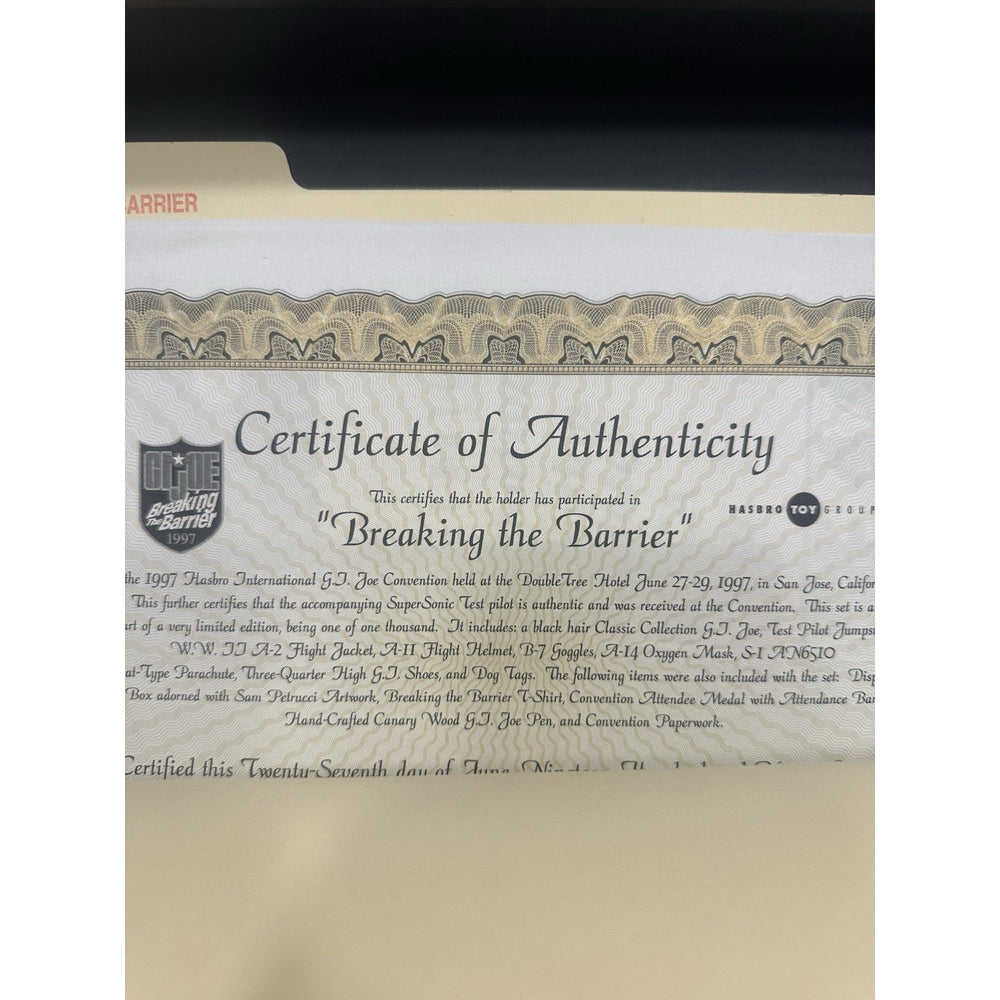 ARRIER
Certificate of Authenticity
GI JOE
Breaking
The Barrier
1997
This certifies that the holder has participated in
"Breaking the Barrier"
HASBRO TOY GROUP
the 1997 Hasbro International G.I. Joe Convention held at the DoubleTree Hotel June 27-29, 1997, in San Jose, Califor
This further certifies that the accompanying SuperSonic Test pilot is authentic and was received at the Convention. This set is a
rt of a very limited edition, being one of one thousand. It includes: a black hair Classic Collection G.I. Joe, Test Pilot Jumpsu
W.W. II A-2 Flight Jacket, A-11 Flight Helmet, B-7 Goggles, A-14 Oxygen Mask, S-1 AN6510
at-Type Parachute, Three-Quarter High G.I. Shoes, and Dog Tags. The following items were also included with the set: Disp
Box adorned with Sam Petrucci Artwork, Breaking the Barrier T-Shirt, Convention Attendee Medal with Attendance Bar
Hand-Crafted Canary Wood G.I. Joe Pen, and Convention Paperwork.
Certified this Twenty-Seventh day of June, Nineteen